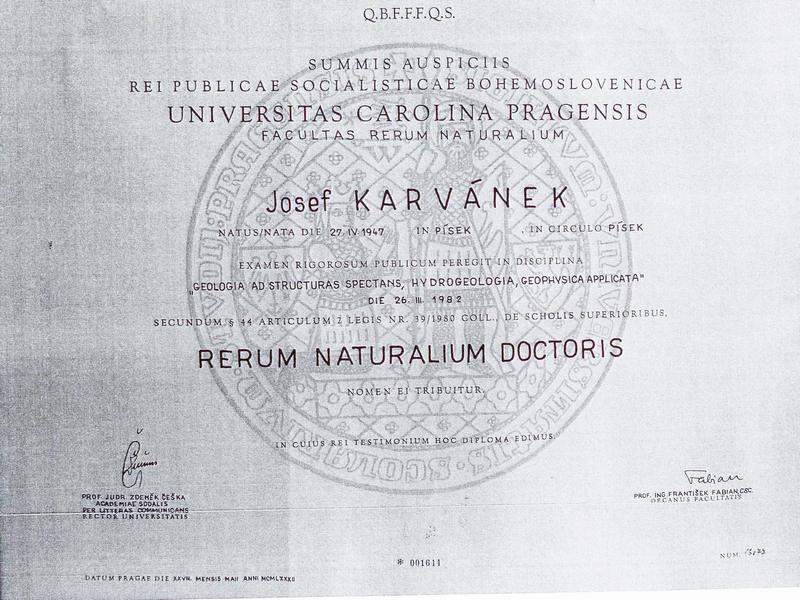 Q.B.F.F.F.Q.S.
SUMMIS AUSPICIIS
REI PUBLICAE SOCIALISTICAE BOHEMOSLOVENICAE
UNIVERSITAS CAROLINA PRAGENSIS
FACULTAS RERUM NATURALIUM
Josef KARVÁNEK
NATUS/NATA DIE 27. IV 1947 IN PÍSEK , IN CIRCULO PÍSEK
EXAMEN RIGOROSUM PUBLICUM PEREGIT IN DISCIPLINA
"GEOLOGIA AD STRUCTURAS SPECTANS, HYDROGEOLOGIA, GEOPHYSICA APPLICATA"
DIE 26. III. 1982
SECUNDUM § 44 ARTICULUM 2 LEGIS NR. 39/1980 COLL., DE SCHOLIS SUPERIORIBUS,
RERUM NATURALIUM DOCTORIS
NOMEN EI TRIBUITUR.
IN CUIUS REI TESTIMONIUM HOC DIPLOMA EDIMUS.
PROF. JUDR. ZDENĚK ČEŠKA
ACADEMIAE SODALIS
PER LITTERAS COMMUNICANS
RECTOR UNIVERSITATIS
Fabian
PROF. ING. FRANTIŠEK FABIAN, CSC.
DECANUS FACULTATIS
NUM.
* 001611
DATUM PRAGAE DIE XXVII. MENSIS MAII ANNI MCMLXXXII